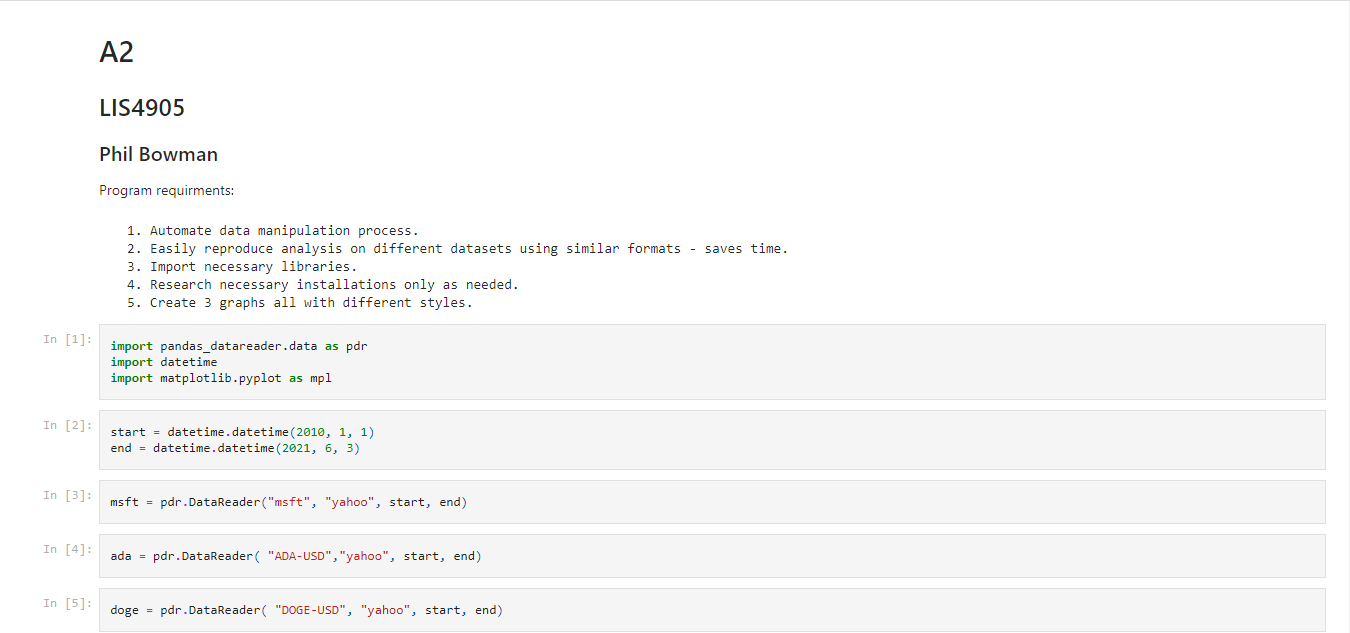 A2
LIS4905
Phil Bowman
Program requirments:
1. Automate data manipulation process.
2. Easily reproduce analysis on different datasets using similar formats - saves time.
3. Import necessary libraries.
4. Research necessary installations only as needed.
5. Create 3 graphs all with different styles.
In [1]:
import pandas_datareader.data as pdr
import datetime
import matplotlib.pyplot as mpl
In [2]:
start = datetime.datetime(2010, 1, 1)
end = datetime.datetime(2021, 6, 3)
In [3]:
msft = pdr.DataReader("msft", "yahoo", start, end)
In [4]:
ada = pdr.DataReader( "ADA-USD","yahoo", start, end)
In [5]:
doge = pdr.DataReader( "DOGE-USD", "yahoo", start, end)